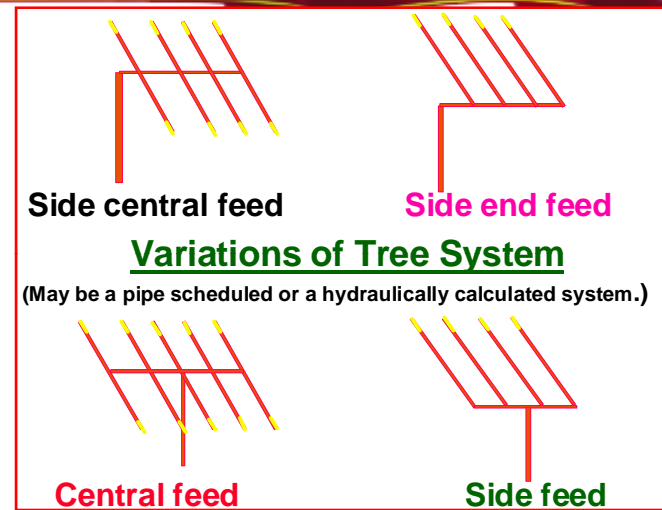 Side central feed
Side end feed
Variations of Tree System
(May be a pipe scheduled or a hydraulically calculated system.)
Central feed
Side feed